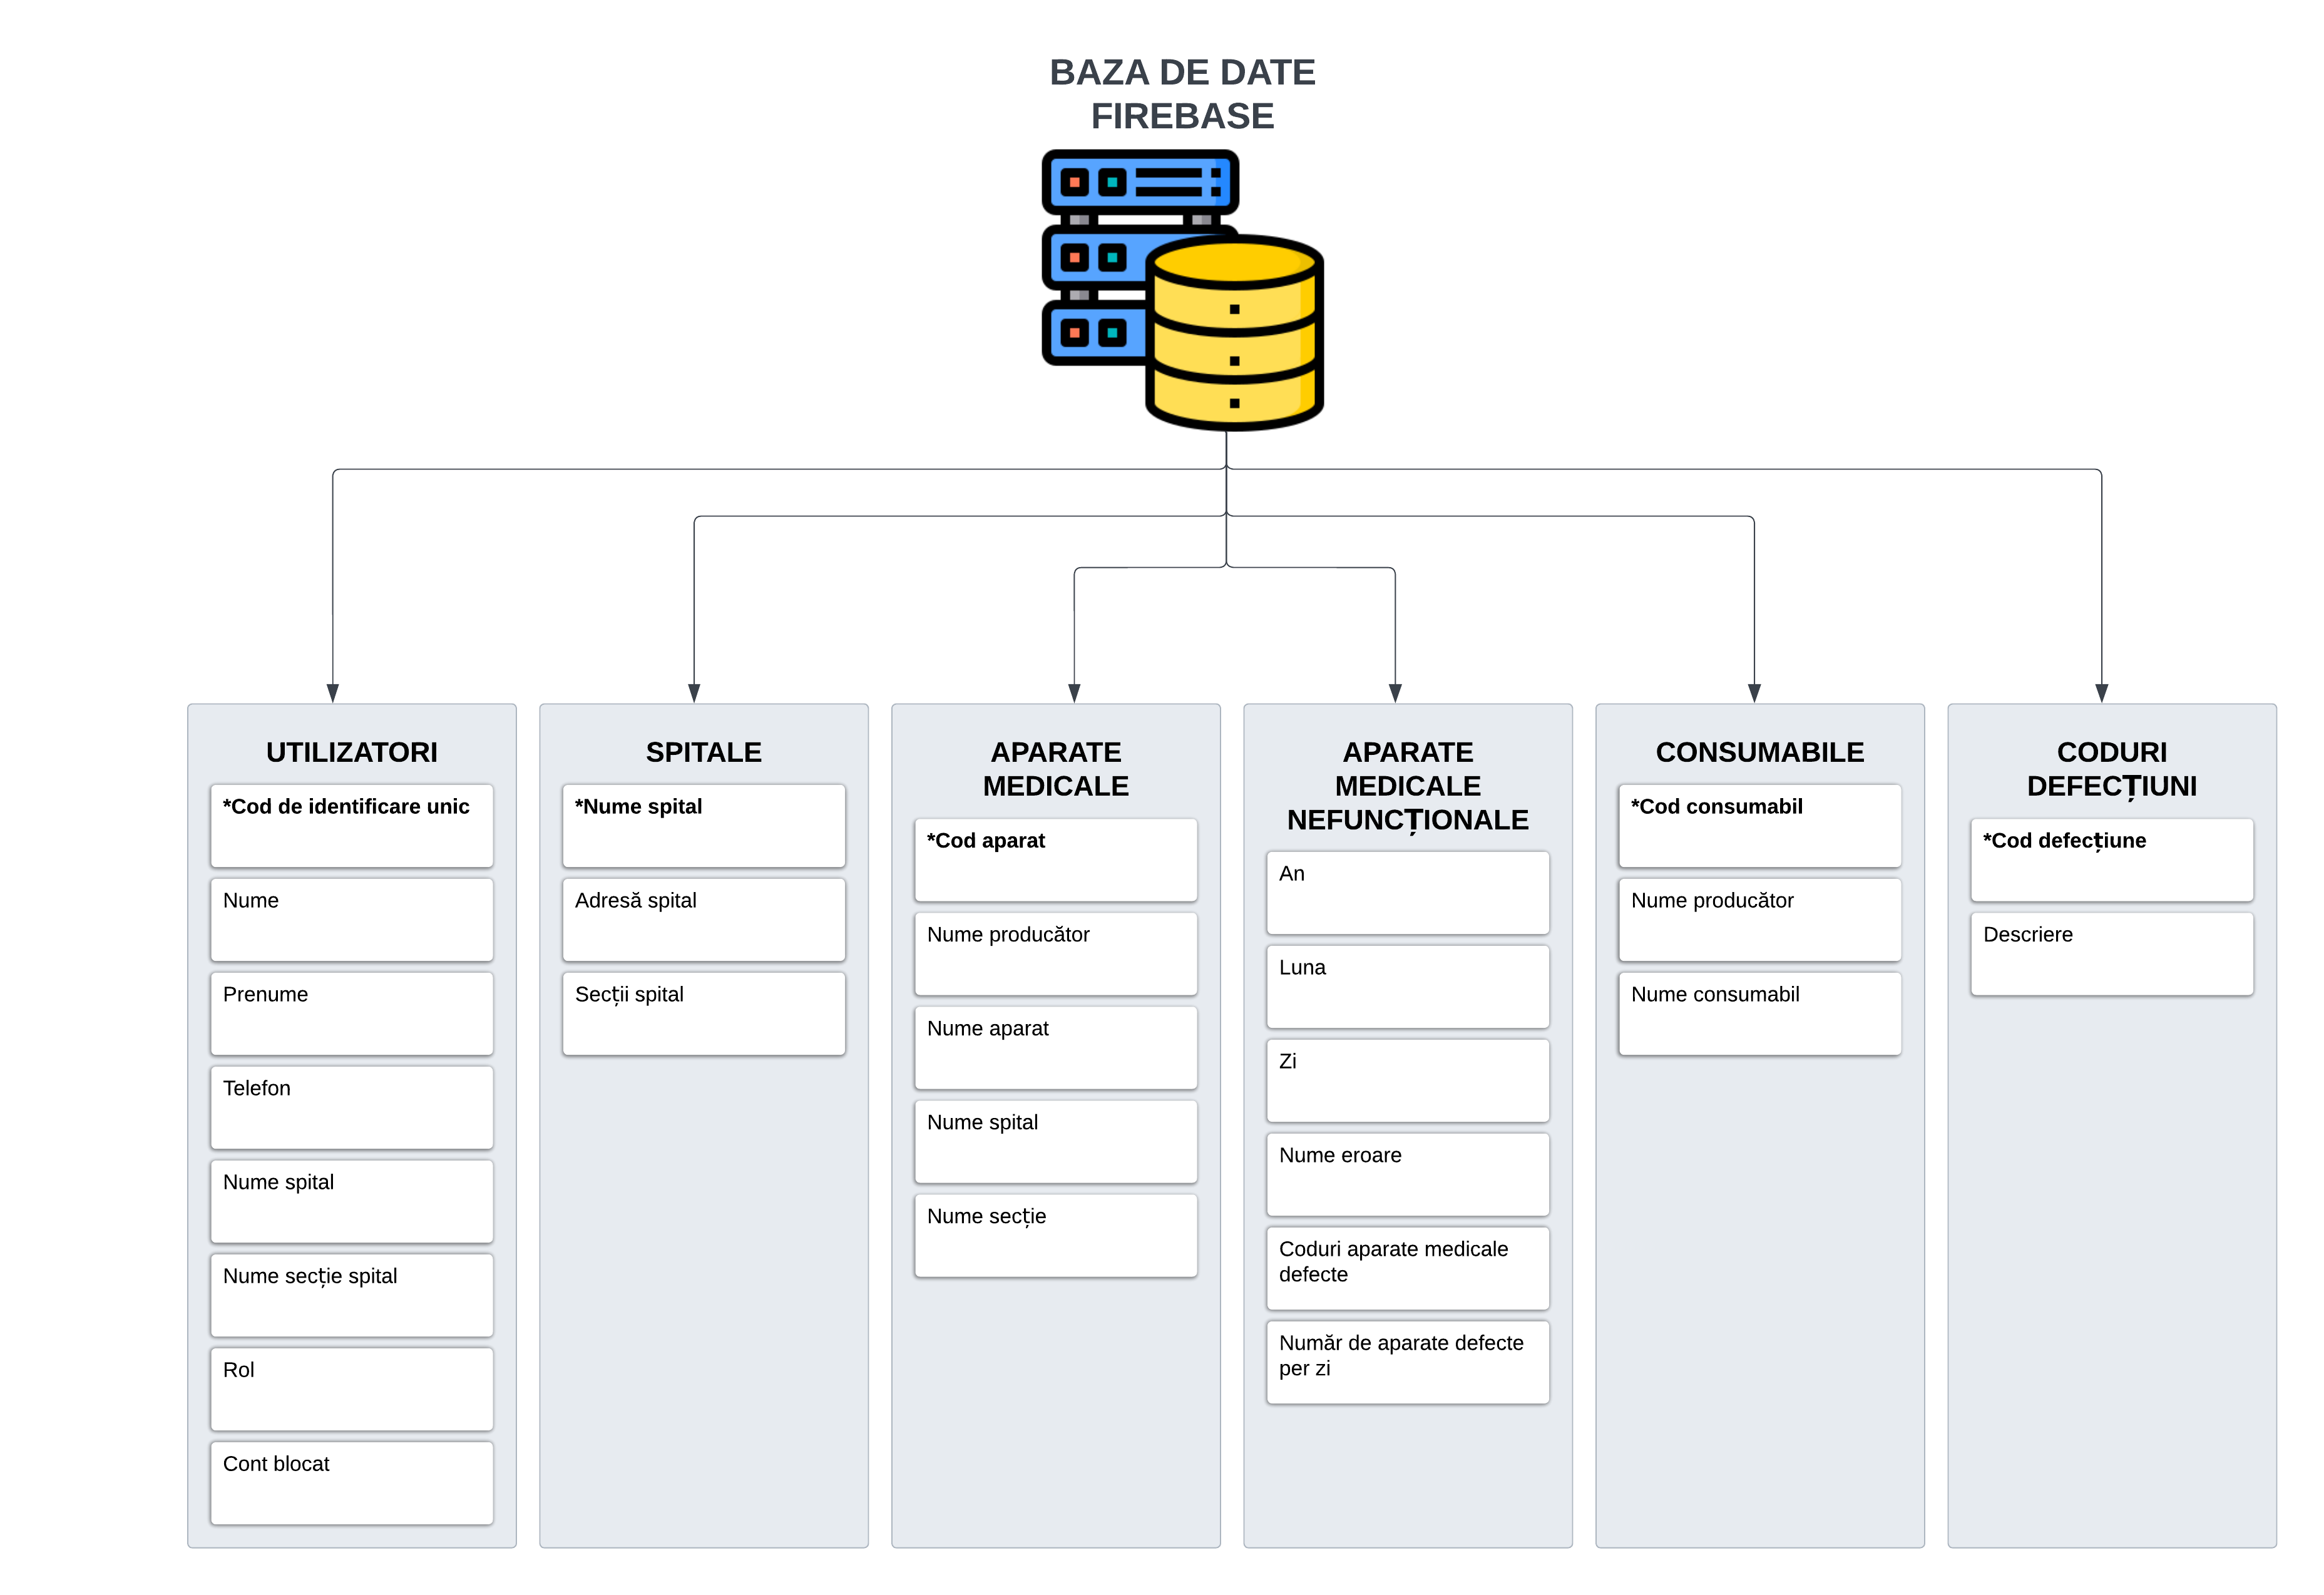 BAZA DE DATE
FIREBASE
UTILIZATORI
*Cod de identificare unic
Nume
Prenume
Telefon
Nume spital
Nume secție spital
Rol
Cont blocat
SPITALE
*Nume spital
Adresă spital
Secții spital
APARATE
MEDICALE
*Cod aparat
Nume producător
Nume aparat
Nume spital
Nume secție
APARATE
MEDICALE
NEFUNCȚIONALE
An
Luna
Zi
Nume eroare
Coduri aparate medicale
defecte
Număr de aparate defecte
per zi
CONSUMABILE
*Cod consumabil
Nume producător
Nume consumabil
CODURI
DEFECȚIUNI
*Cod defecțiune
Descriere